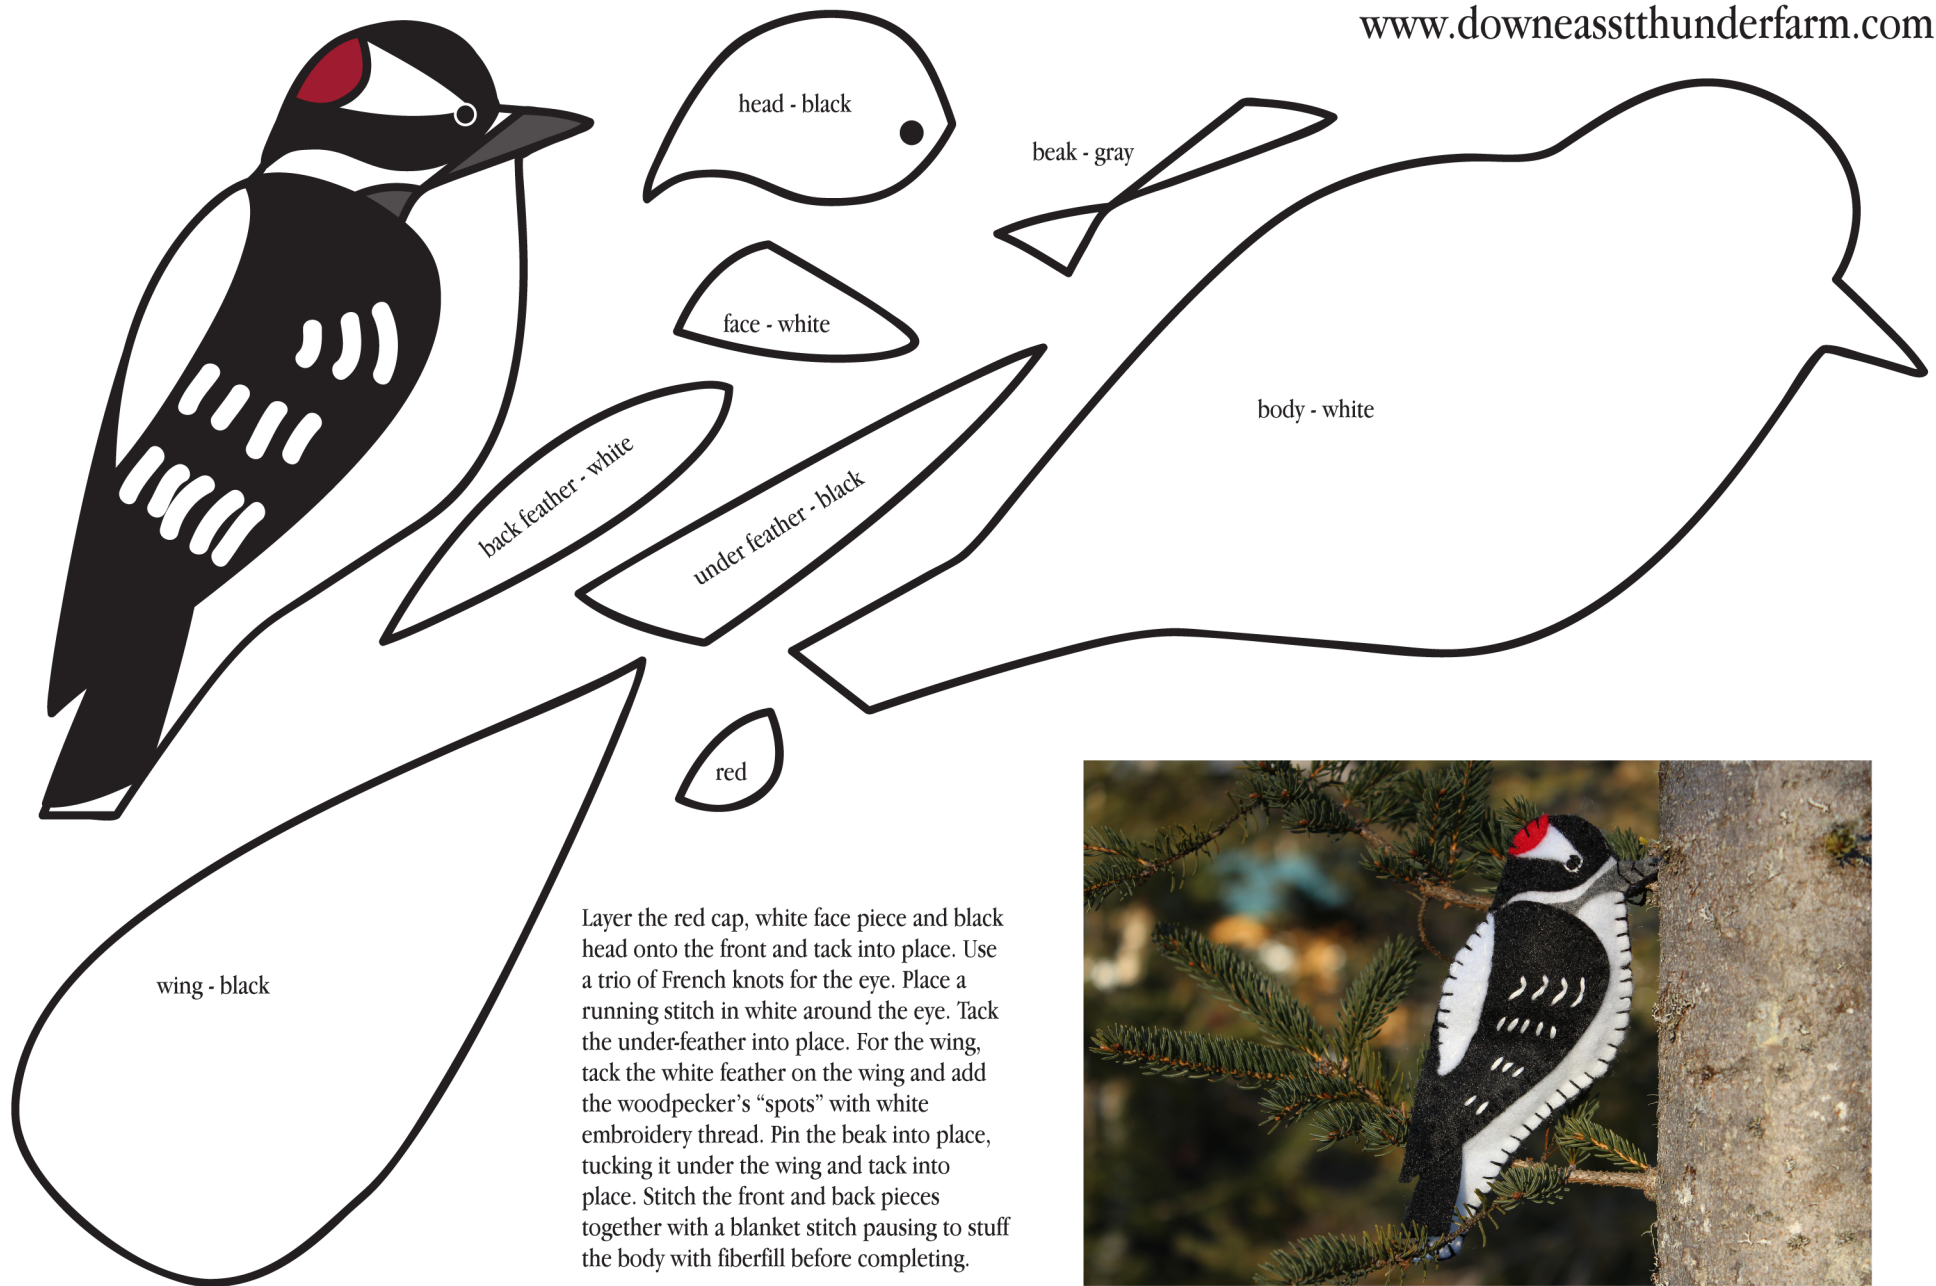 www.downeasstthunderfarm.com
head - black
beak - gray
face - white
body - white
back feather - white
under feather - black
red
wing - black
Layer the red cap, white face piece and black
head onto the front and tack into place. Use
a trio of French knots for the eye. Place a
running stitch in white around the eye. Tack
the under-feather into place. For the wing,
tack the white feather on the wing and add
the woodpecker’s “spots” with white
embroidery thread. Pin the beak into place,
tucking it under the wing and tack into
place. Stitch the front and back pieces
together with a blanket stitch pausing to stuff
the body with fiberfill before completing.